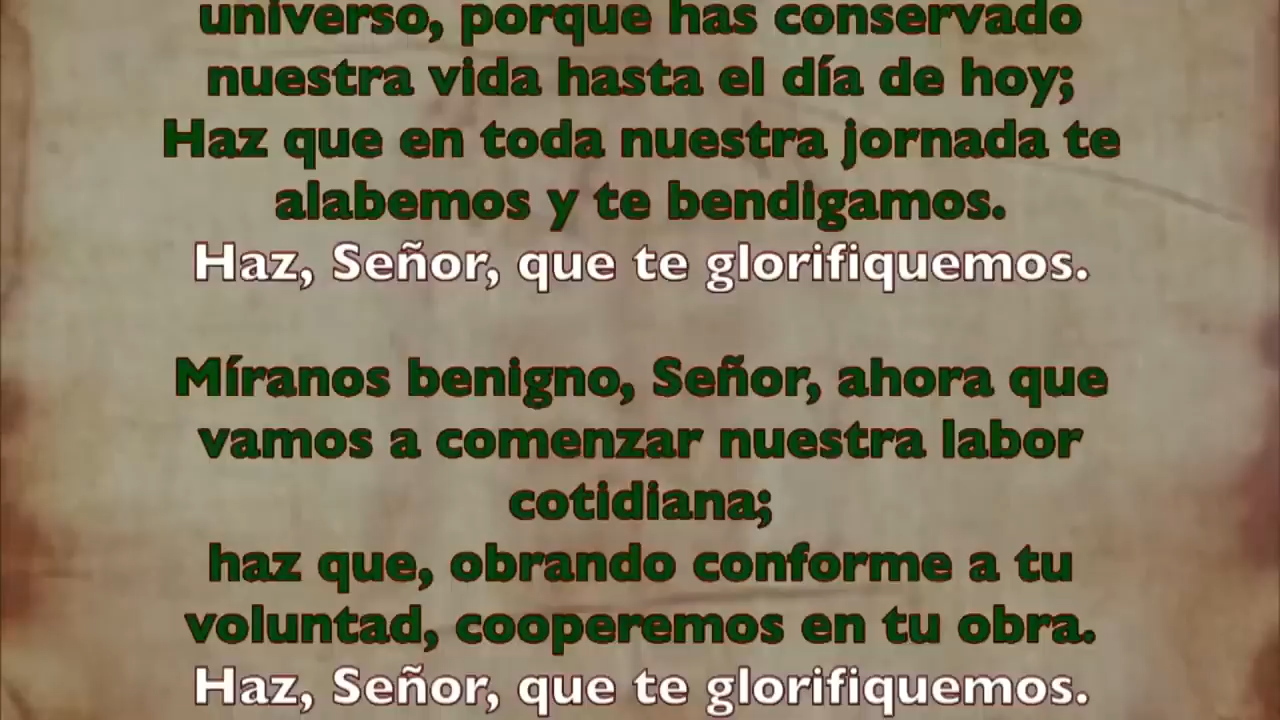 universo, porque has conservado
nuestra vida hasta el día de hoy;
Haz que en toda nuestra jornada te
alabemos y te bendigamos.
Haz, Señor, que te glorifiquemos.
Míranos benigno, Señor, ahora que
vamos a comenzar nuestra labor
cotidiana;
haz que, obrando conforme a tu
voluntad, cooperemos en tu obra.
Haz, Señor, que te glorifiquemos.